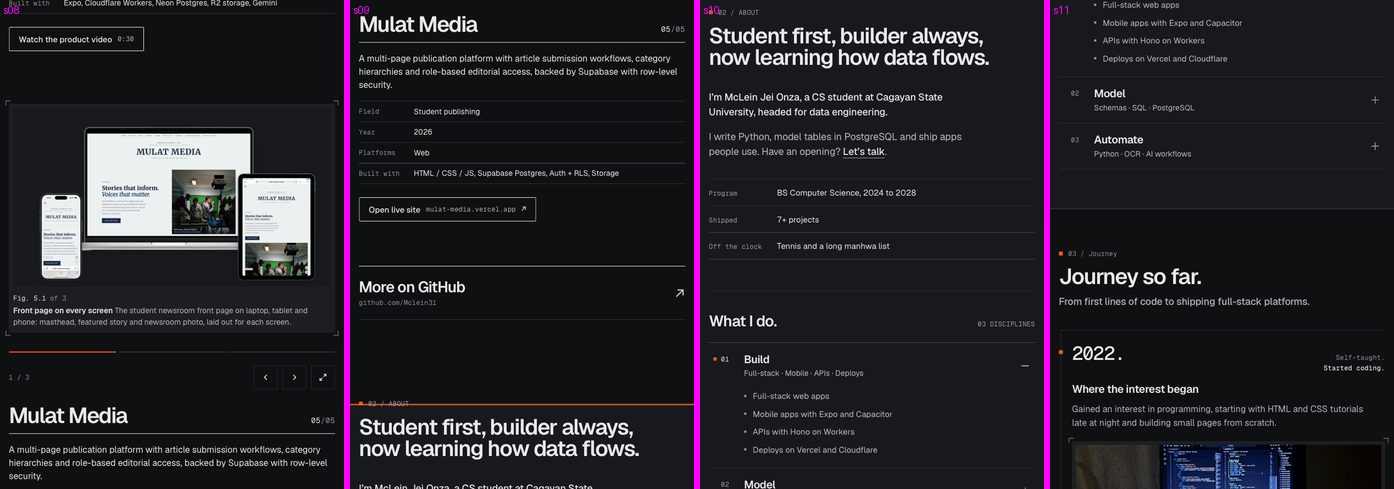 s08
Built with Expo, Cloudflare Workers, Neon Postgres, R2 storage, Gemini
Watch the product video 0:30
MULAT MEDIA
Stories that inform.
Voices that matter.
MULAT MEDIA
Stories that inform.
Voices that matter.
MULAT MEDIA
Stories that inform.
Voices that matter.
Fig. 5.1 of 3
Front page on every screen The student newsroom front page on laptop, tablet and
phone: masthead, featured story and newsroom photo, laid out for each screen.
1 / 3
Mulat Media
05/05
A multi-page publication platform with article submission workflows, category
hierarchies and role-based editorial access, backed by Supabase with row-level
security.
s09
Mulat Media
05/05
A multi-page publication platform with article submission workflows, category
hierarchies and role-based editorial access, backed by Supabase with row-level
security.
Field Student publishing
Year 2026
Platforms Web
Built with HTML / CSS / JS, Supabase Postgres, Auth + RLS, Storage
Open live site mulat-media.vercel.app ↗
More on GitHub
github.com/Mclein31
02 / ABOUT
Student first, builder always,
now learning how data flows.
I'm McLein Jei Onza, a CS student at Cagayan State
s10
02 / ABOUT
Student first, builder always,
now learning how data flows.
I'm McLein Jei Onza, a CS student at Cagayan State
University, headed for data engineering.
I write Python, model tables in PostgreSQL and ship apps
people use. Have an opening? Let's talk.
Program BS Computer Science, 2024 to 2028
Shipped 7+ projects
Off the clock Tennis and a long manhwa list
What I do.
03 DISCIPLINES
01 Build
Full-stack · Mobile · APIs · Deploys
• Full-stack web apps
• Mobile apps with Expo and Capacitor
• APIs with Hono on Workers
• Deploys on Vercel and Cloudflare
02 Model
s11
• Full-stack web apps
• Mobile apps with Expo and Capacitor
• APIs with Hono on Workers
• Deploys on Vercel and Cloudflare
02 Model
Schemas · SQL · PostgreSQL
03 Automate
Python · OCR · AI workflows
03 / Journey
Journey so far.
From first lines of code to shipping full-stack platforms.
2022.
Self-taught.
Started coding.
Where the interest began
Gained an interest in programming, starting with HTML and CSS tutorials
late at night and building small pages from scratch.